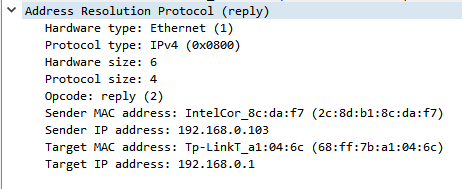 Address Resolution Protocol (reply)
Hardware type: Ethernet (1)
Protocol type: IPv4 (0x0800)
Hardware size: 6
Protocol size: 4
Opcode: reply (2)
Sender MAC address: IntelCor_8c:da:f7 (2c:8d:b1:8c:da:f7)
Sender IP address: 192.168.0.103
Target MAC address: Tp-LinkT_a1:04:6c (68:ff:7b:a1:04:6c)
Target IP address: 192.168.0.1